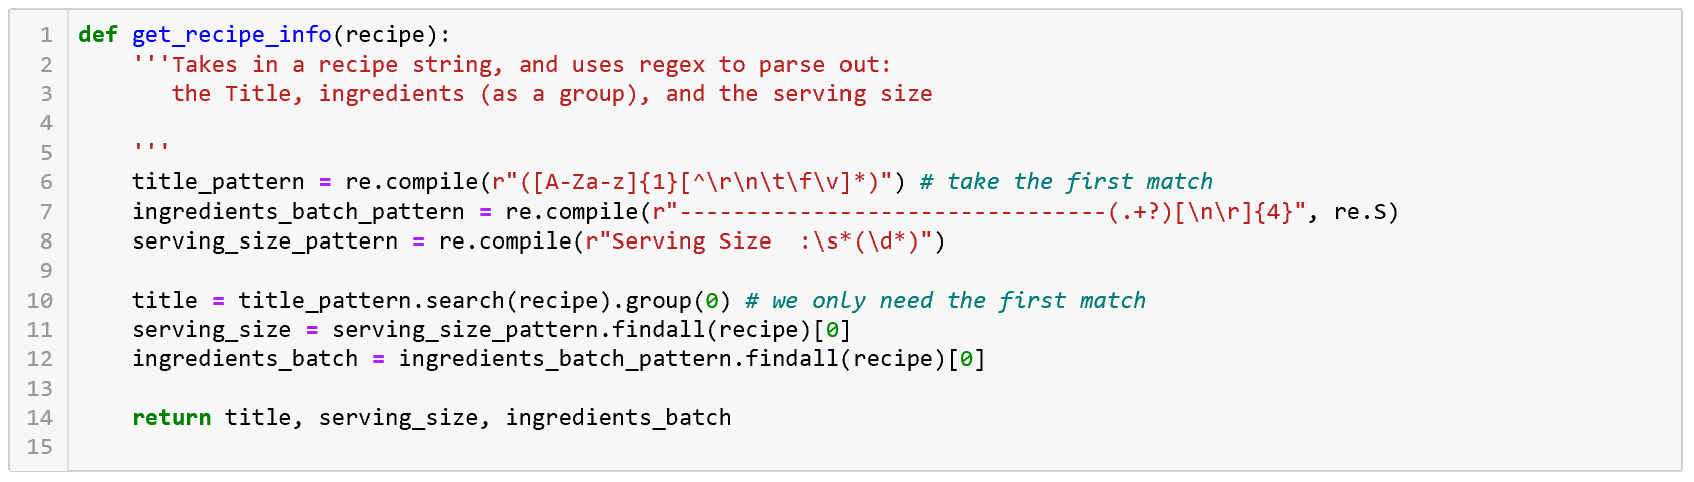 1 def get_recipe_info(recipe):
2     '''Takes in a recipe string, and uses regex to parse out:
3        the Title, ingredients (as a group), and the serving size
4
5     '''
6     title_pattern = re.compile(r"([A-Za-z]{1}[^\r\n\t\f\v]*)") # take the first match
7     ingredients_batch_pattern = re.compile(r"--------------------------------(.+?)[\n\r]{4}", re.S)
8     serving_size_pattern = re.compile(r"Serving Size  :\s*(\d*)")
9
10     title = title_pattern.search(recipe).group(0) # we only need the first match
11     serving_size = serving_size_pattern.findall(recipe)[0]
12     ingredients_batch = ingredients_batch_pattern.findall(recipe)[0]
13
14     return title, serving_size, ingredients_batch
15